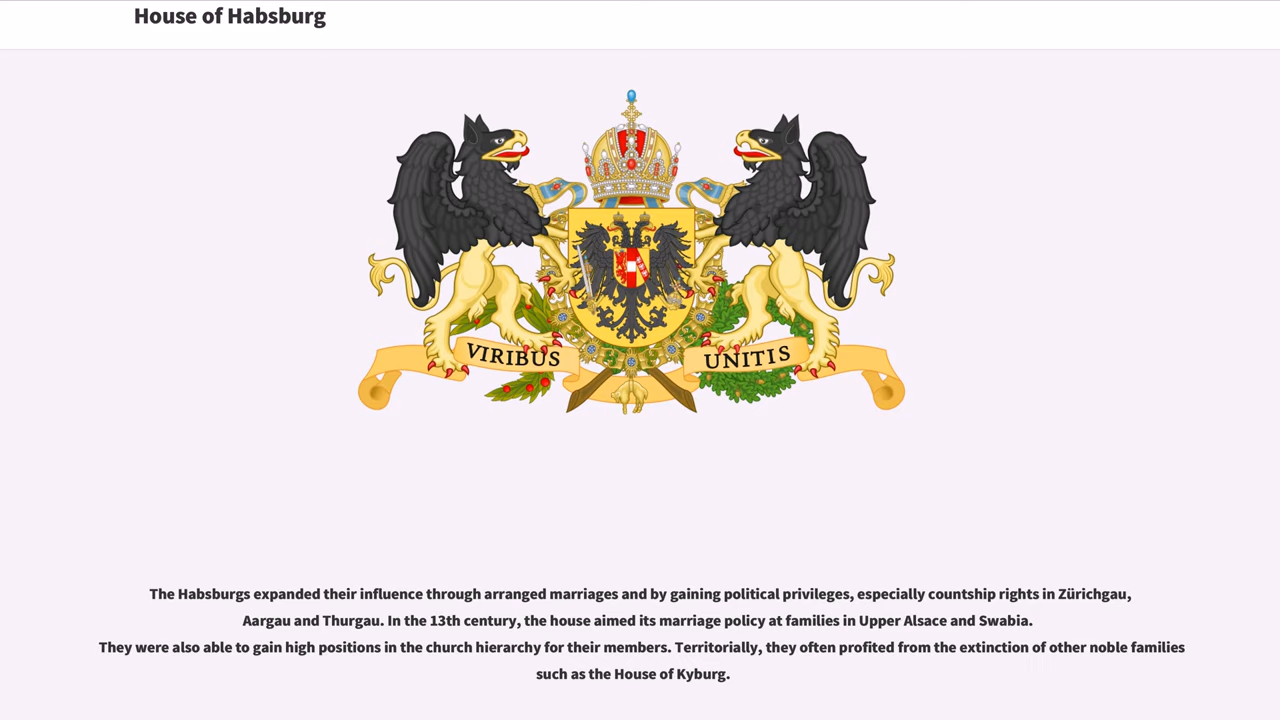 House of Habsburg
VIRIBUS UNITIS
The Habsburgs expanded their influence through arranged marriages and by gaining political privileges, especially countship rights in Zürichgau,
Aargau and Thurgau. In the 13th century, the house aimed its marriage policy at families in Upper Alsace and Swabia.
They were also able to gain high positions in the church hierarchy for their members. Territorially, they often profited from the extinction of other noble families
such as the House of Kyburg.